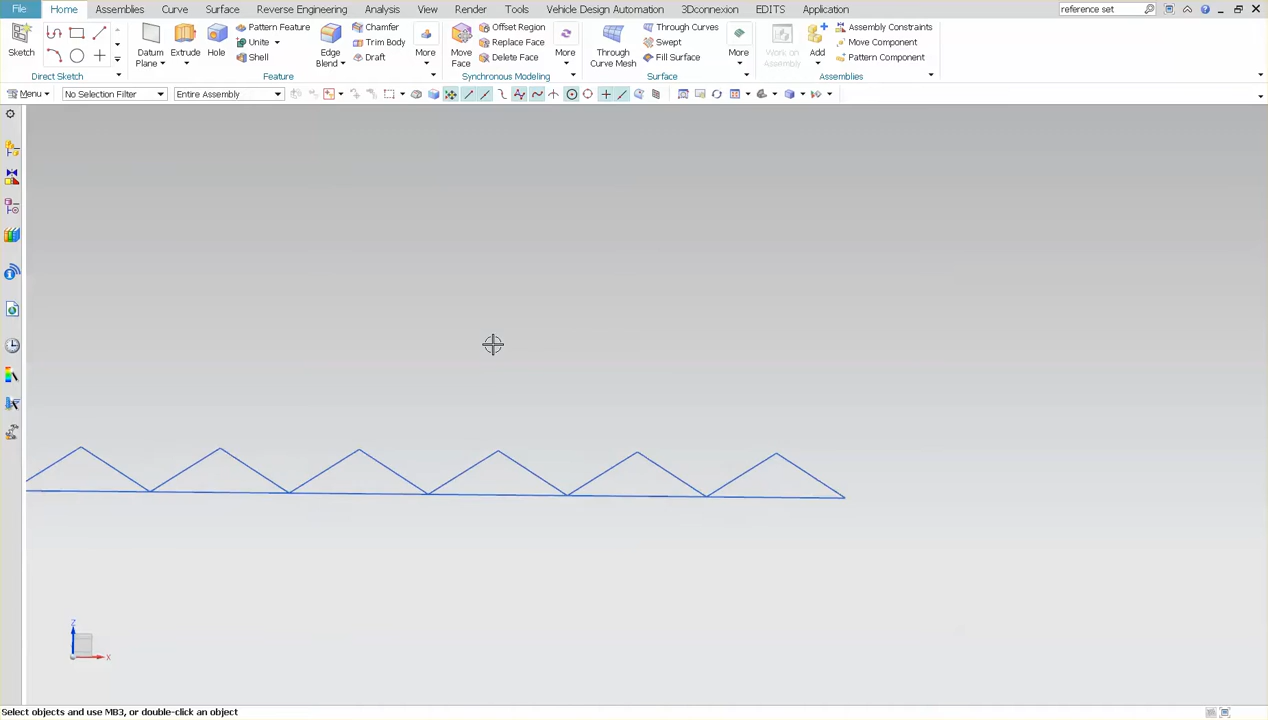 File Home Assemblies Curve Surface Reverse Engineering Analysis View Render Tools Vehicle Design Automation 3Dconnexion EDITS Application reference set
Sketch
Direct Sketch
Datum Plane
Extrude
Hole
Pattern Feature
Unite
Shell
Edge Blend
Chamfer
Trim Body
Draft
More
Feature
Move Face
Offset Region
Replace Face
Delete Face
More
Synchronous Modeling
Through Curve Mesh
Through Curves
Swept
Fill Surface
More
Surface
Work on Assembly
Add
Assembly Constraints
Move Component
Pattern Component
Assemblies
Menu No Selection Filter Entire Assembly
Z
X
Select objects and use MB3, or double-click an object